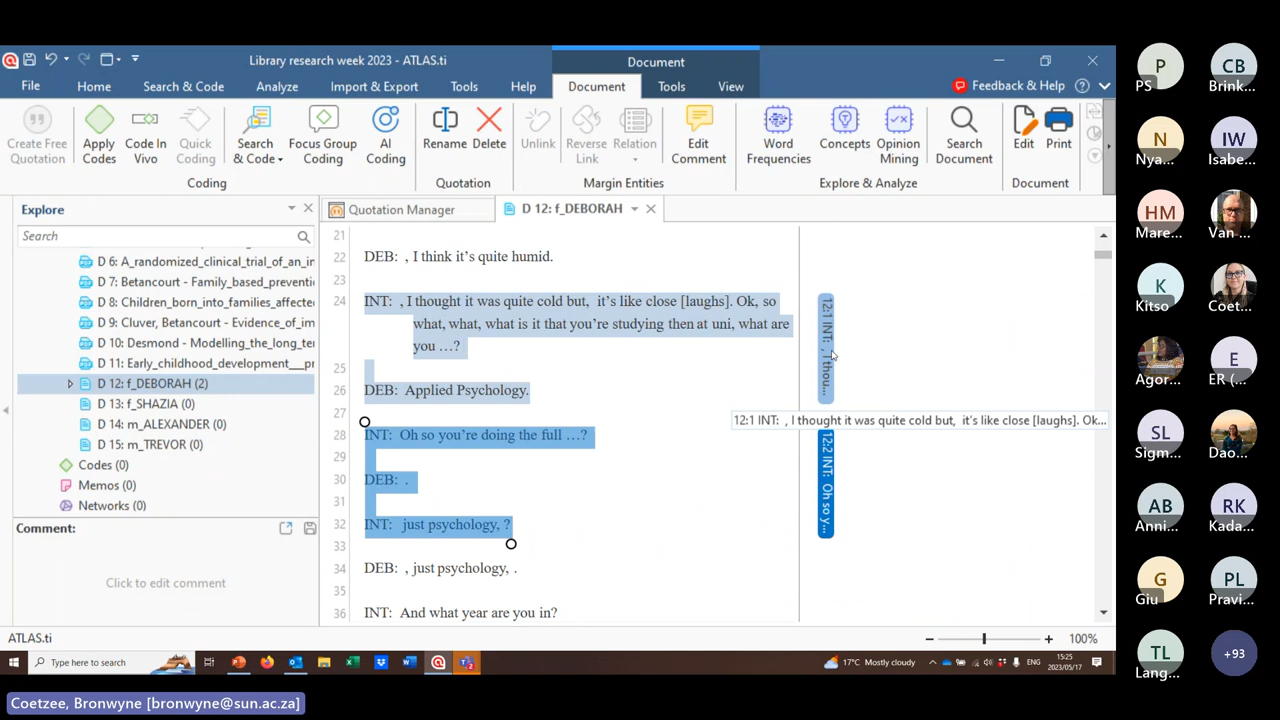 Library research week 2023 - ATLAS.ti
Document
File
Home
Search & Code
Analyze
Import & Export
Tools
Help
Document
Tools
View
Feedback & Help
Create Free Quotation
Apply Codes
Code In Vivo
Quick Coding
Search & Code
Focus Group Coding
AI Coding
Rename
Delete
Unlink
Reverse Link
Relation
Edit Comment
Word Frequencies
Concepts
Opinion Mining
Search Document
Edit
Print
Coding
Quotation
Margin Entities
Explore & Analyze
Document
Explore
Search
D 6: A_randomized_clinical_trial_of_an_in
D 7: Betancourt - Family_based_preventi
D 8: Children_born_into_families_affecte
D 9: Cluver, Betancourt - Evidence_of_im
D 10: Desmond - Modelling_the_long_ten
D 11: Early_childhood_development__pr
D 12: f_DEBORAH (2)
D 13: f_SHAZIA (0)
D 14: m_ALEXANDER (0)
D 15: m_TREVOR (0)
Codes (0)
Memos (0)
Networks (0)
Comment:
Click to edit comment
Quotation Manager
D 12: f_DEBORAH
21
22 DEB: , I think it's quite humid.
23
24 INT: , I thought it was quite cold but, it's like close [laughs]. Ok, so
what, what, what is it that you're studying then at uni, what are
you …?
25
26 DEB: Applied Psychology.
27
28 INT: Oh so you're doing the full …?
29
30 DEB: .
31
32 INT: just psychology, ?
33
34 DEB: , just psychology, .
35
36 INT: And what year are you in?
12:1 INT: , I thou...
12:1 INT: , I thought it was quite cold but, it's like close [laughs]. Ok...
12:2 INT: Oh so y...
ATLAS.ti
100%
Type here to search
17°C Mostly cloudy
ENG
15:25
2023/05/17
Coetzee, Bronwyne [bronwyne@sun.ac.za]
P
PS
CB
Brink...
N
Nya...
IW
Isabe...
HM
Mare...
Van ...
K
Kitso
Coet...
Agor...
E
ER (...
SL
Sigm...
Dao...
AB
Anni...
RK
Kada...
G
Giu
PL
Pravi...
TL
Lang...
+93